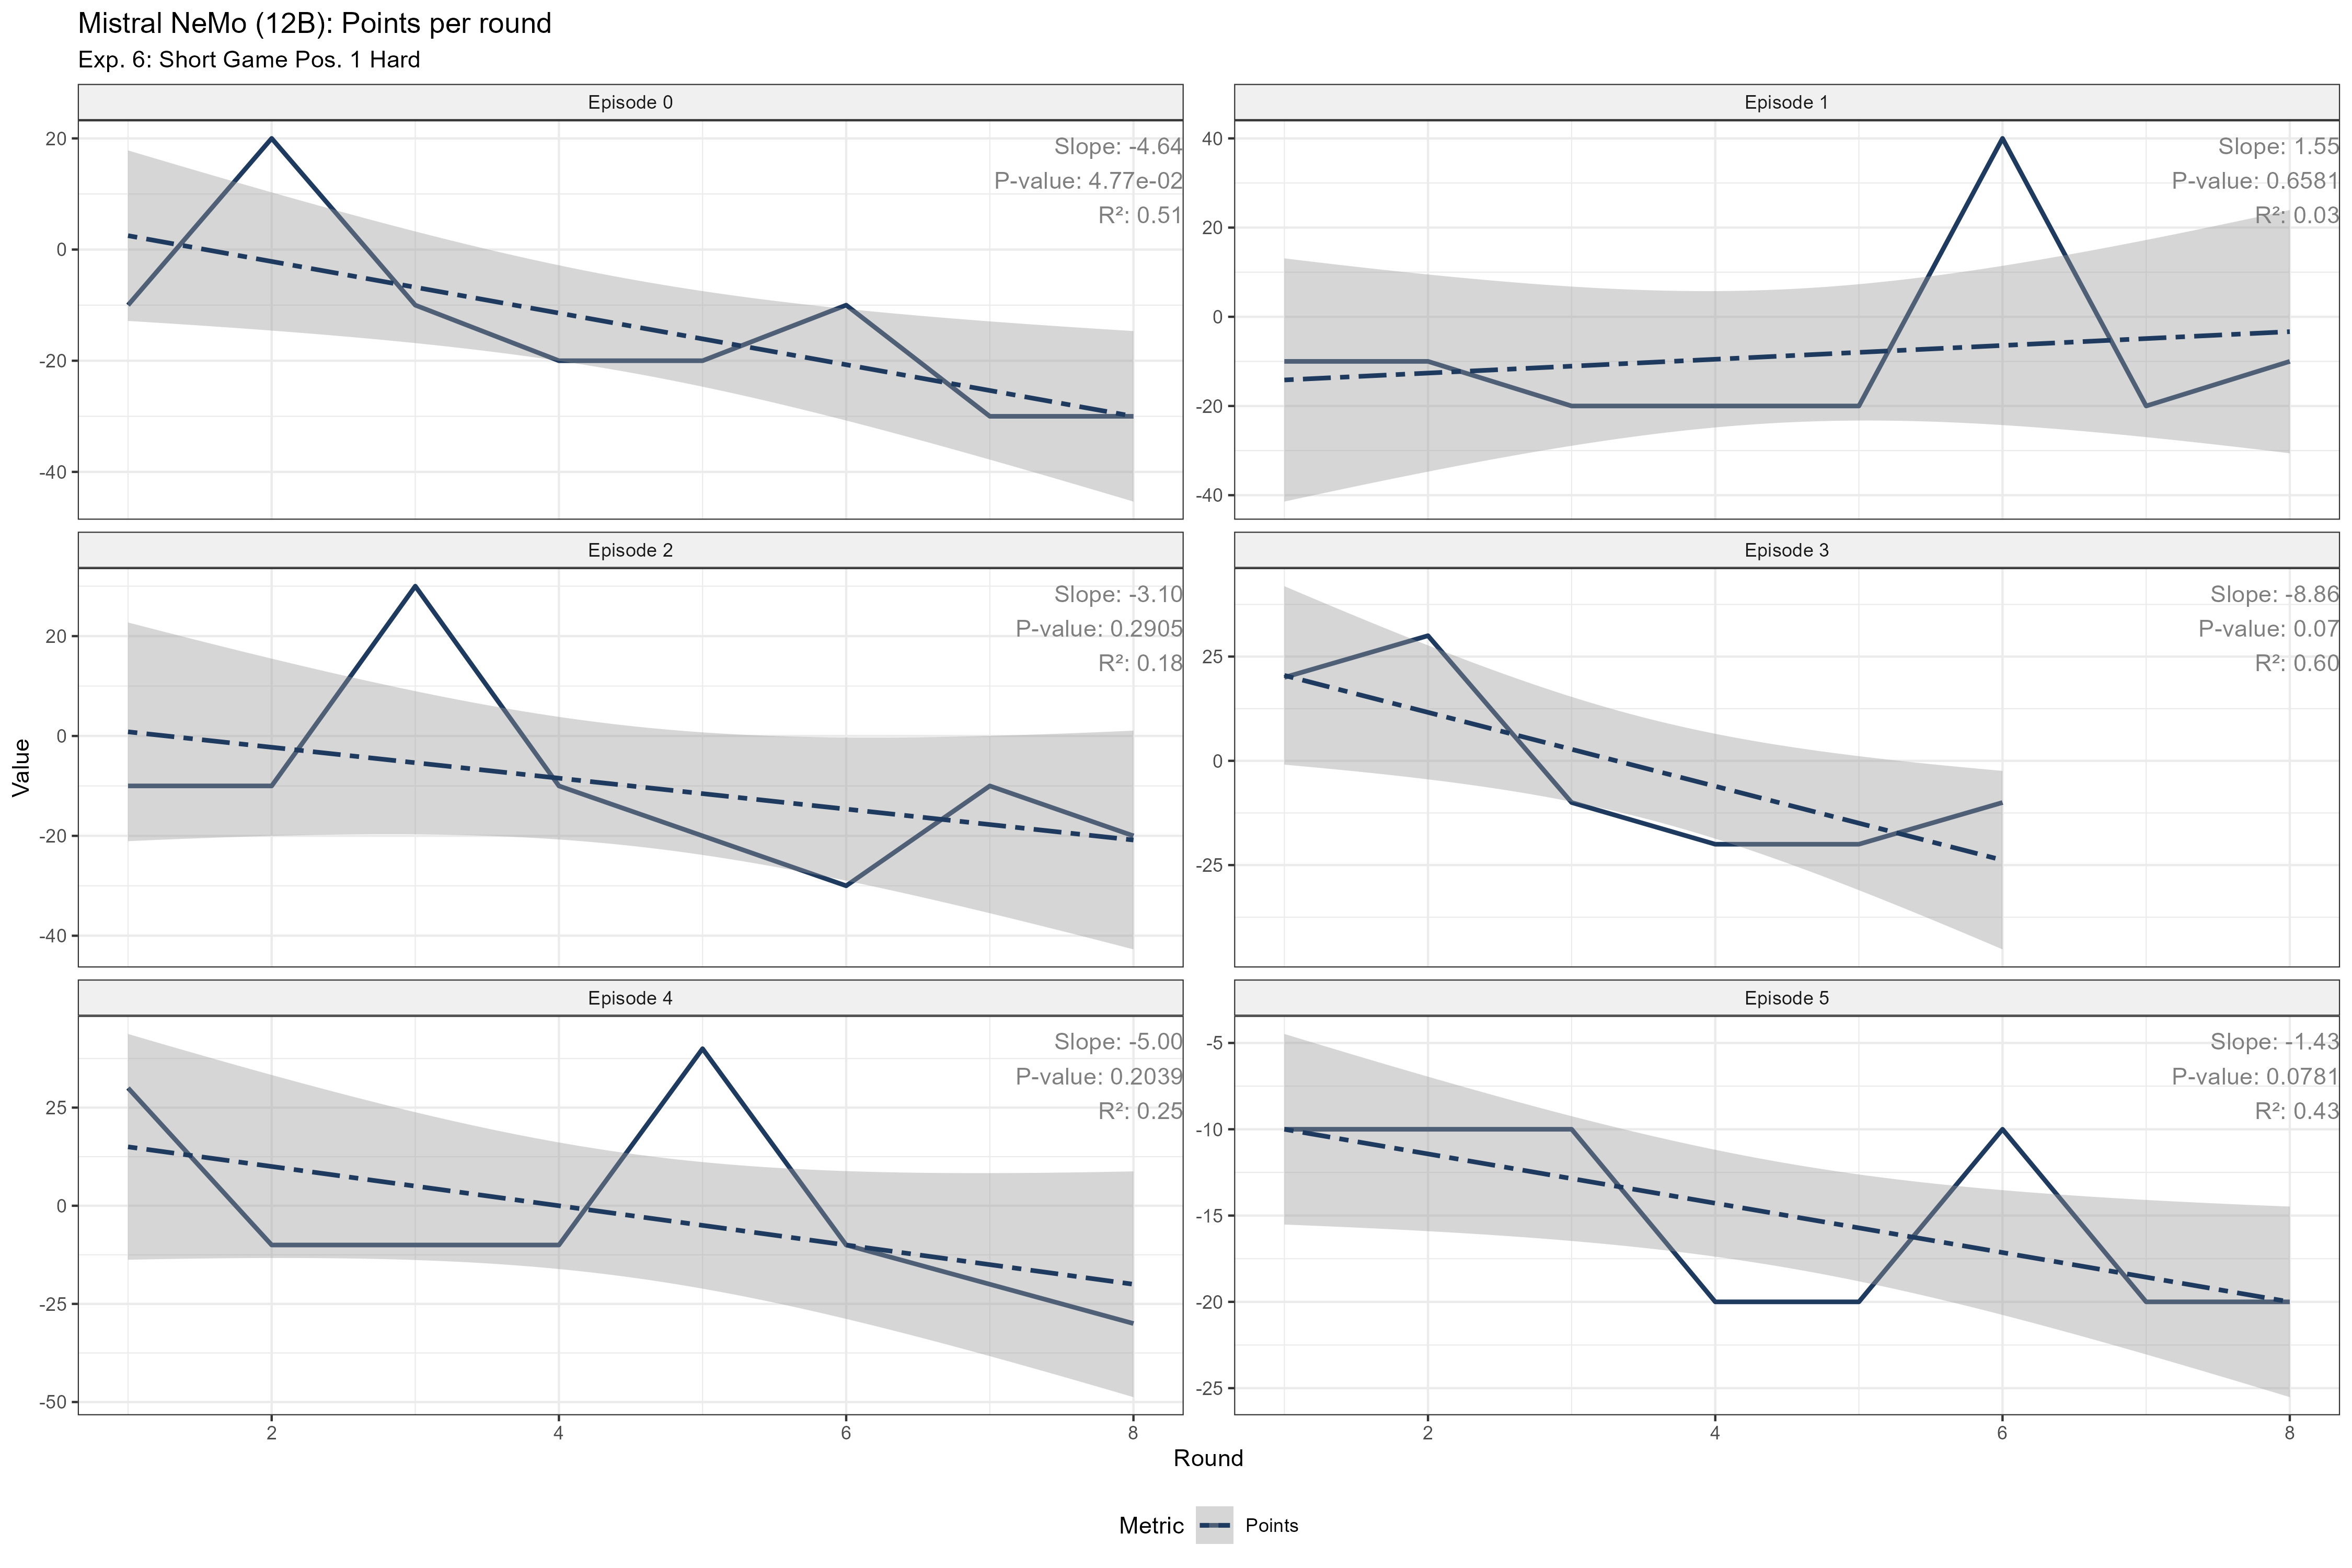 Mistral NeMo (12B): Points per round
Exp. 6: Short Game Pos. 1 Hard
Episode 0
20
0
-20
-40
Slope: -4.64
P-value: 4.77e-02
R²: 0.51
Episode 1
40
20
0
-20
-40
Slope: 1.55
P-value: 0.6581
R²: 0.03
Episode 2
20
0
-20
-40
Slope: -3.10
P-value: 0.2905
R²: 0.18
Episode 3
25
0
-25
Slope: -8.86
P-value: 0.07
R²: 0.60
Episode 4
25
0
-25
-50
Slope: -5.00
P-value: 0.2039
R²: 0.25
2 4 6 8
Episode 5
-5
-10
-15
-20
-25
Slope: -1.43
P-value: 0.0781
R²: 0.43
2 4 6 8
Value
Round
Metric Points